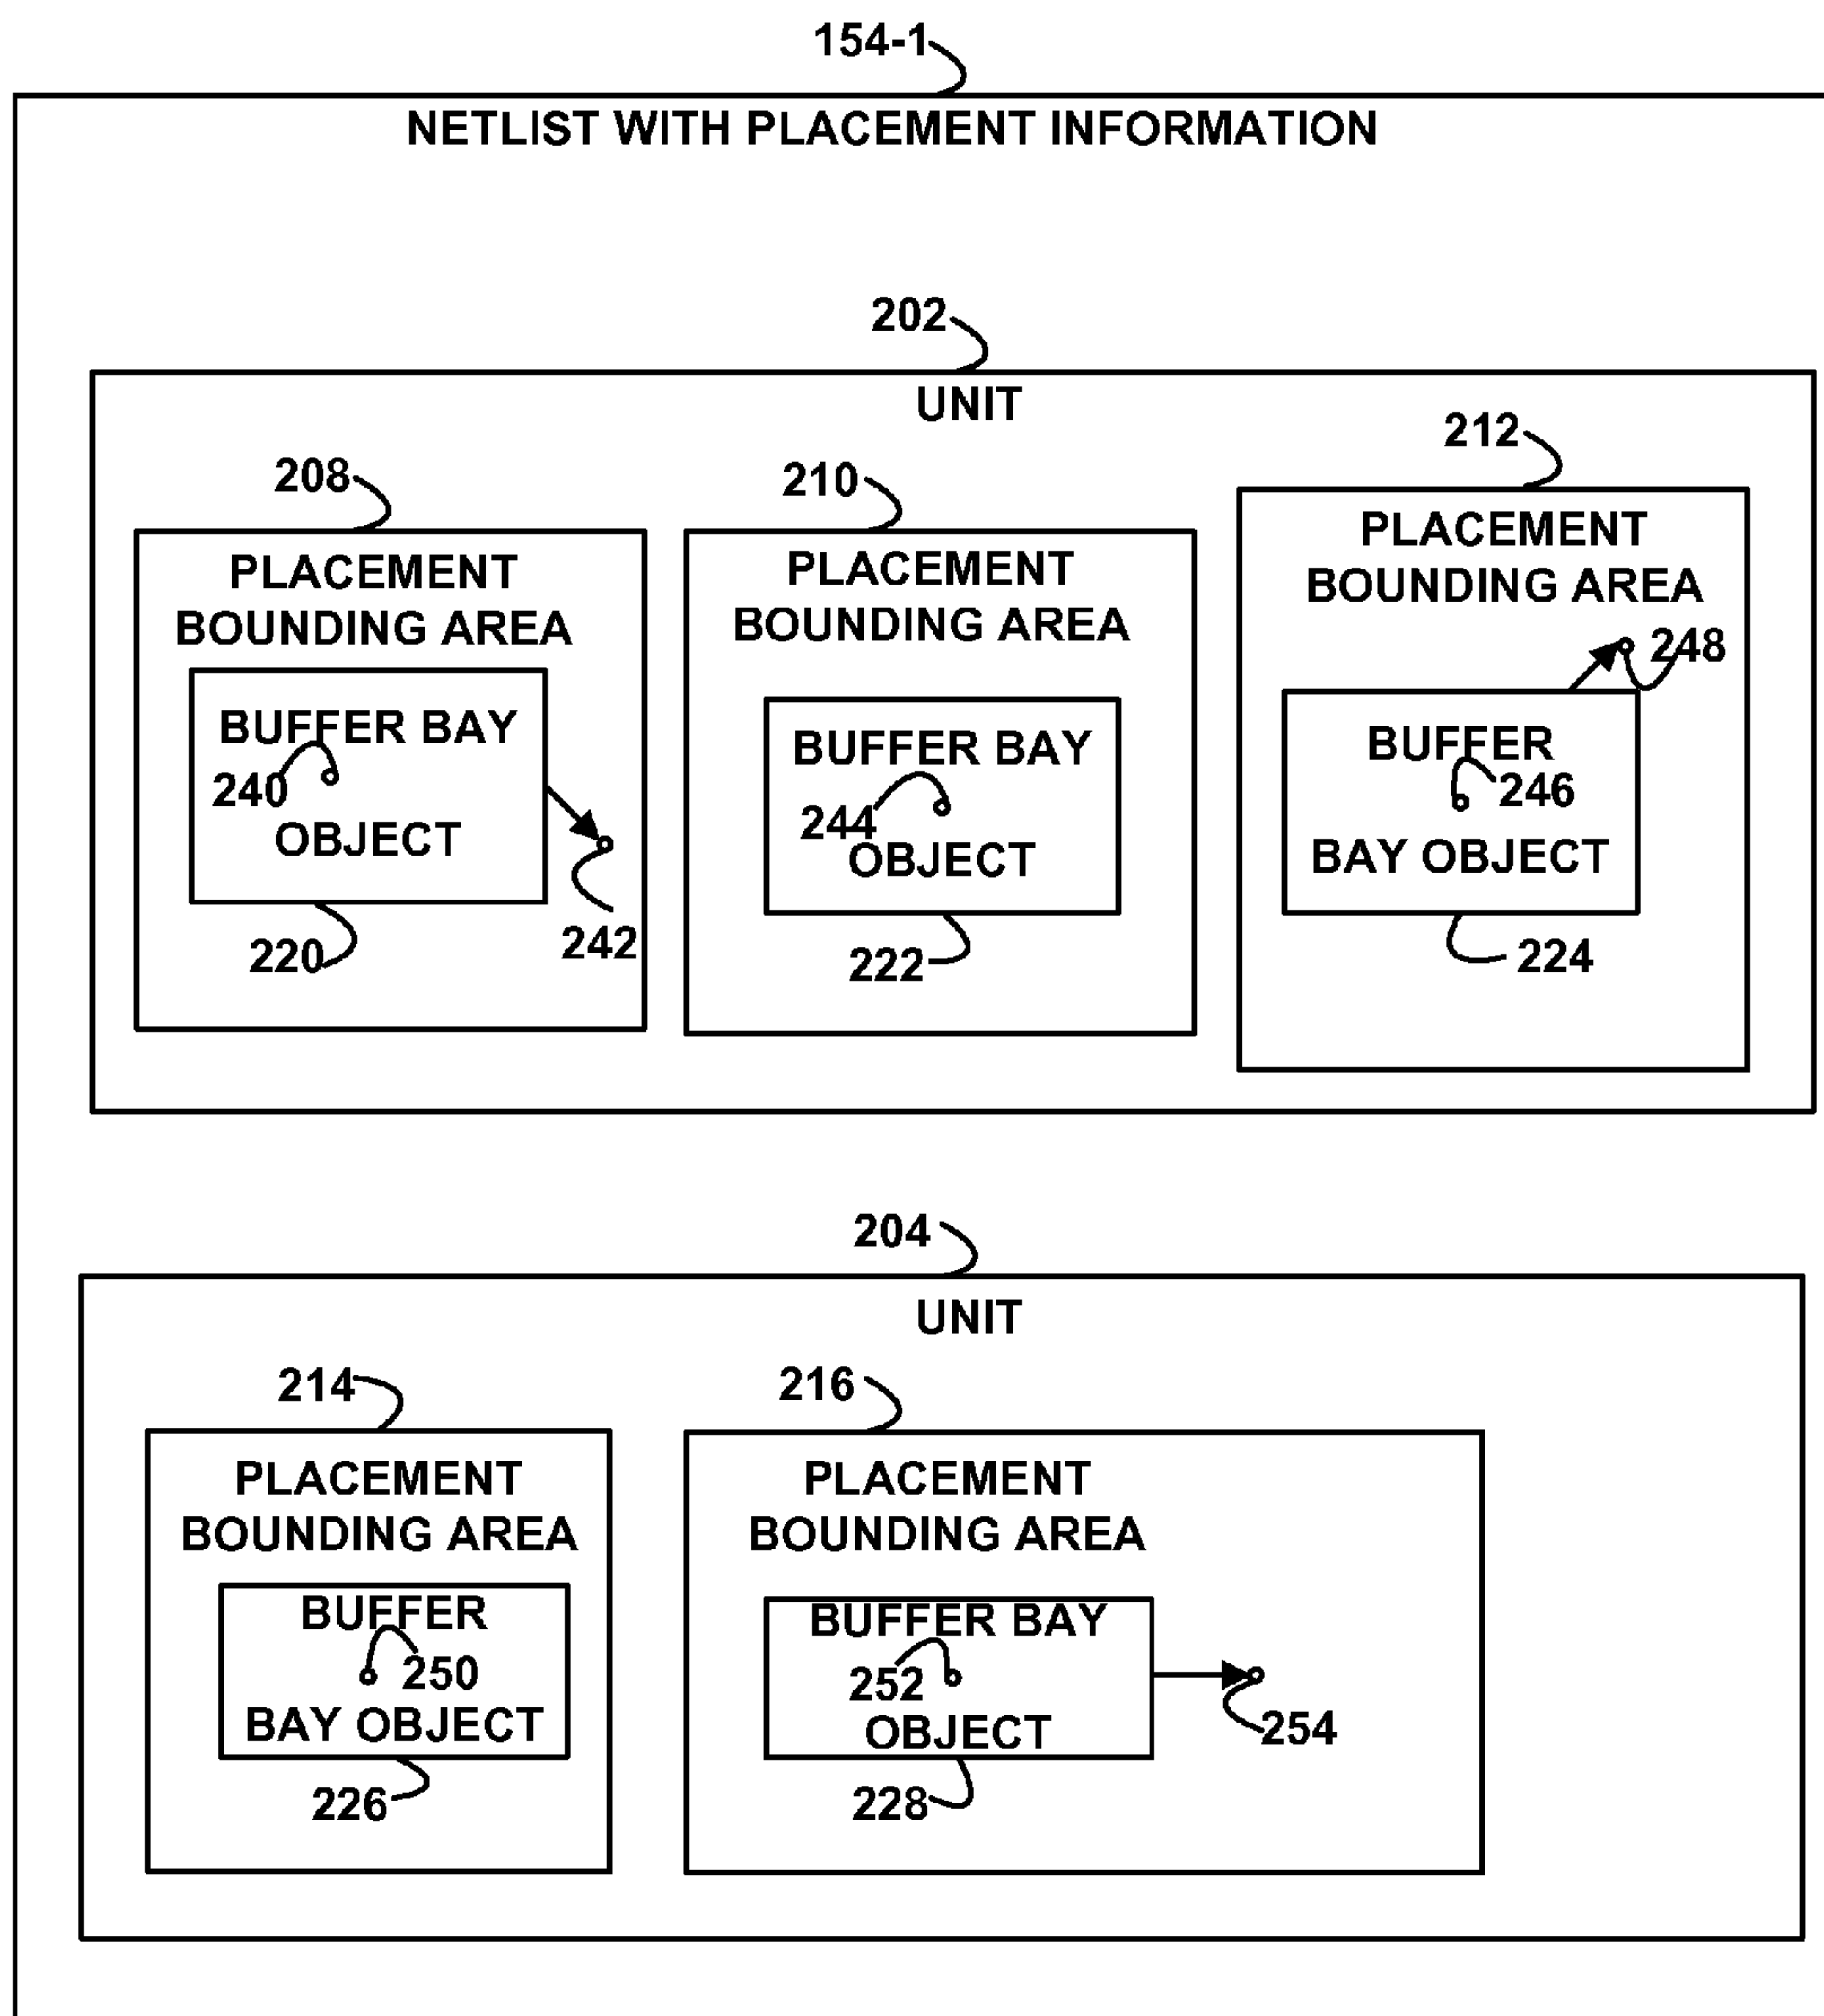 154-1
NETLIST WITH PLACEMENT INFORMATION
202
UNIT
208
PLACEMENT
BOUNDING AREA
BUFFER BAY
240
OBJECT
242
220
210
PLACEMENT
BOUNDING AREA
BUFFER BAY
244
OBJECT
222
212
PLACEMENT
BOUNDING AREA
248
BUFFER
246
BAY OBJECT
224
204
UNIT
214
PLACEMENT
BOUNDING AREA
BUFFER
250
BAY OBJECT
226
216
PLACEMENT
BOUNDING AREA
BUFFER BAY
252
OBJECT
254
228